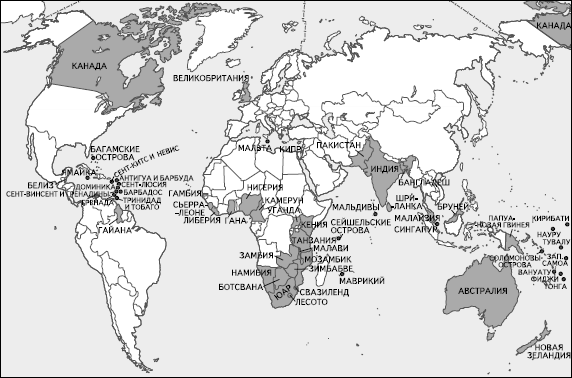 КАНАДА
КАНАДА
ВЕЛИКОБРИТАНИЯ
БАГАМСКИЕ
ОСТРОВА
СЕНТ-КИТС И НЕВИС
МАЛЬТА
КИПР
ПАКИСТАН
ЯМАЙКА
АНТИГУА И БАРБУДА
СЕНТ-ЛЮСИЯ
ИНДИЯ
БЕЛИЗ
ДОМИНИКА
БАРБАДОС
СЕНТ-ВИНСЕНТ И
ГРЕНАДИНЫ
ГРЕНАДА
ТРИНИДАД
И ТОБАГО
ГАМБИЯ
НИГЕРИЯ
БАНГЛАДЕШ
СЬЕРРА-
–ЛЕОНЕ
КАМЕРУН
УГАНДА
МАЛЬДИВЫ
ШРИ-
–ЛАНКА
БРУНЕЙ
ЛИБЕРИЯ
ГАНА
КЕНИЯ
СЕЙШЕЛЬСКИЕ
ОСТРОВА
МАЛАЙЗИЯ
СИНГАПУР
ПАПУА–
–НОВАЯ ГВИНЕЯ
КИРИБАТИ
ГАЙАНА
НАУРУ
ТУВАЛУ
ТАНЗАНИЯ
МАЛАВИ
ЗАМБИЯ
МОЗАМБИК
ЗИМБАБВЕ
СОЛОМОНОВЫ-
ОСТРОВА
ЗАП.
САМОА
НАМИБИЯ
МАВРИКИЙ
ВАНУАТУ
ФИДЖИ
ТОНГА
БОТСВАНА
ЮАР
СВАЗИЛЕНД
ЛЕСОТО
АВСТРАЛИЯ
НОВАЯ
ЗЕЛАНДИЯ